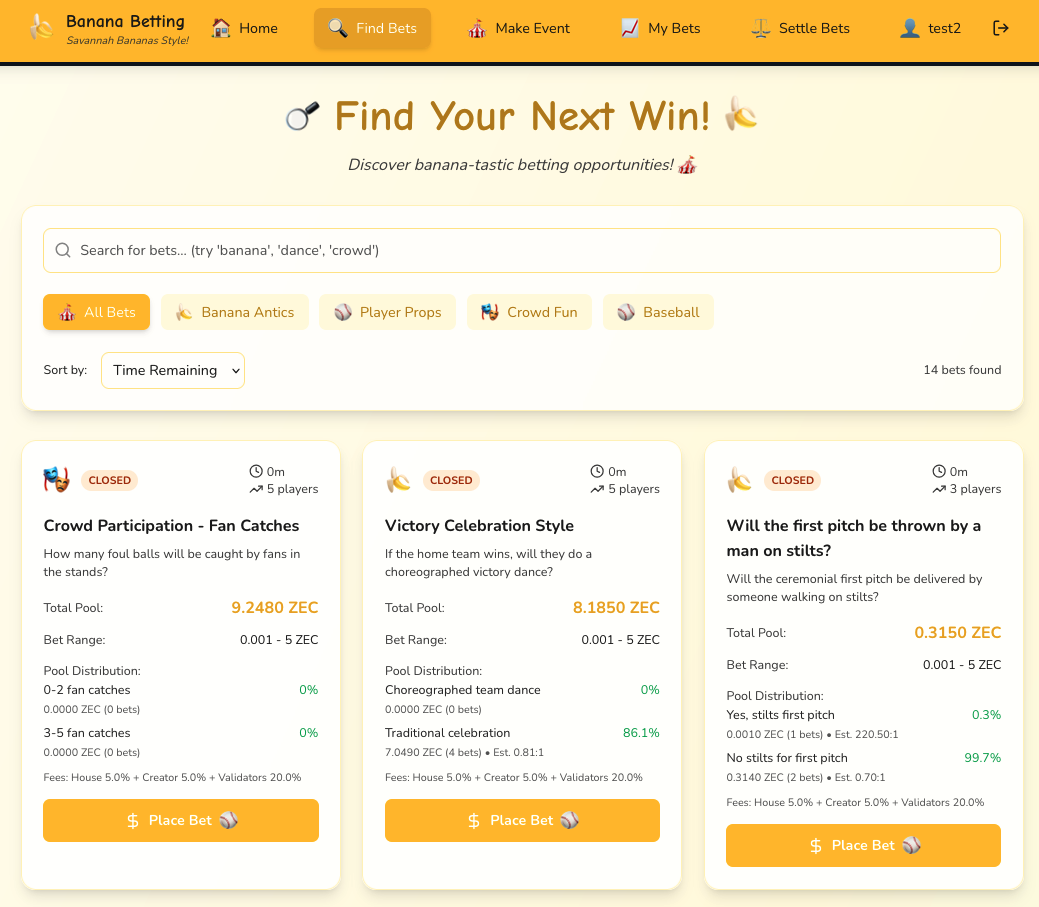 Banana Betting
Savannah Bananas Style!
Home
Find Bets
Make Event
My Bets
Settle Bets
test2
Find Your Next Win!
Discover banana-tastic betting opportunities!
Search for bets... (try 'banana', 'dance', 'crowd')
All Bets
Banana Antics
Player Props
Crowd Fun
Baseball
Sort by:
Time Remaining
14 bets found
CLOSED
0m
5 players
Crowd Participation - Fan Catches
How many foul balls will be caught by fans in
the stands?
Total Pool: 9.2480 ZEC
Bet Range: 0.001 - 5 ZEC
Pool Distribution:
0-2 fan catches 0%
0.0000 ZEC (0 bets)
3-5 fan catches 0%
0.0000 ZEC (0 bets)
Fees: House 5.0% + Creator 5.0% + Validators 20.0%
Place Bet
CLOSED
0m
5 players
Victory Celebration Style
If the home team wins, will they do a
choreographed victory dance?
Total Pool: 8.1850 ZEC
Bet Range: 0.001 - 5 ZEC
Pool Distribution:
Choreographed team dance 0%
0.0000 ZEC (0 bets)
Traditional celebration 86.1%
7.0490 ZEC (4 bets) • Est. 0.81:1
Fees: House 5.0% + Creator 5.0% + Validators 20.0%
Place Bet
CLOSED
0m
3 players
Will the first pitch be thrown by a
man on stilts?
Will the ceremonial first pitch be delivered by
someone walking on stilts?
Total Pool: 0.3150 ZEC
Bet Range: 0.001 - 5 ZEC
Pool Distribution:
Yes, stilts first pitch 0.3%
0.0010 ZEC (1 bets) • Est. 220.50:1
No stilts for first pitch 99.7%
0.3140 ZEC (2 bets) • Est. 0.70:1
Fees: House 5.0% + Creator 5.0% + Validators 20.0%
Place Bet